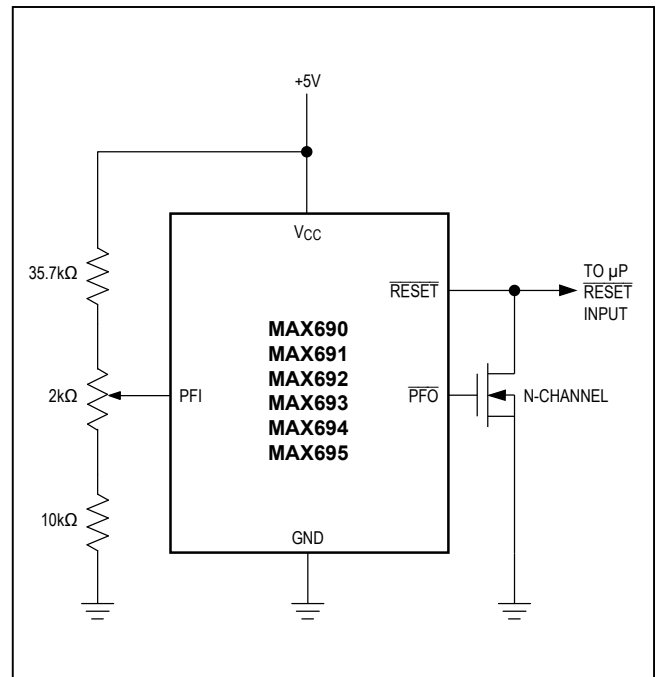 +5V
VCC
35.7kΩ
2kΩ
10kΩ
PFI
MAX690
MAX691
MAX692
MAX693
MAX694
MAX695
RESET
PFO
GND
TO µP
RESET
INPUT
N-CHANNEL